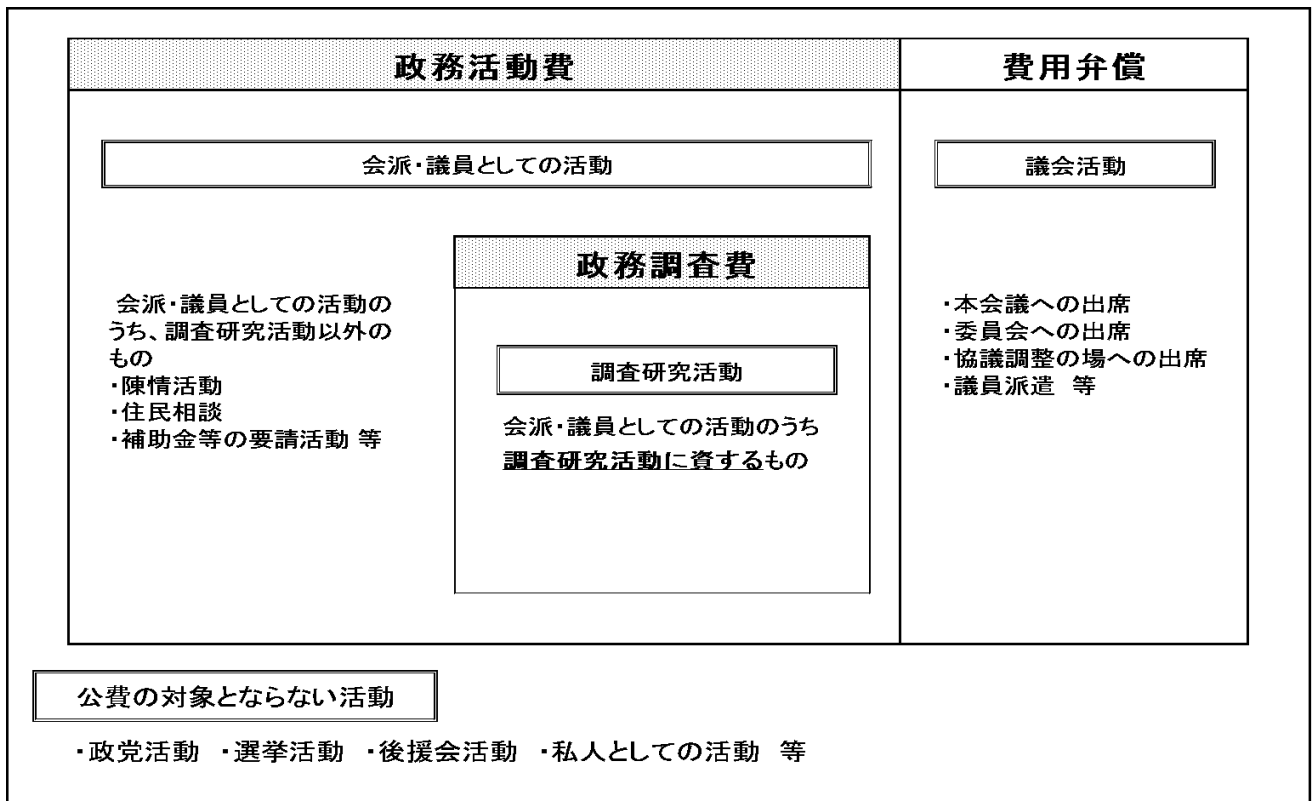 政務活動費
費用弁償
会派・議員としての活動
議会活動
会派・議員としての活動の
うち、調査研究活動以外の
もの
・陳情活動
・住民相談
・補助金等の要請活動 等
政務調査費
調査研究活動
会派・議員としての活動のうち
調査研究活動に資するもの
・本会議への出席
・委員会への出席
・協議調整の場への出席
・議員派遣 等
公費の対象とならない活動
・政党活動 ・選挙活動 ・後援会活動 ・私人としての活動 等